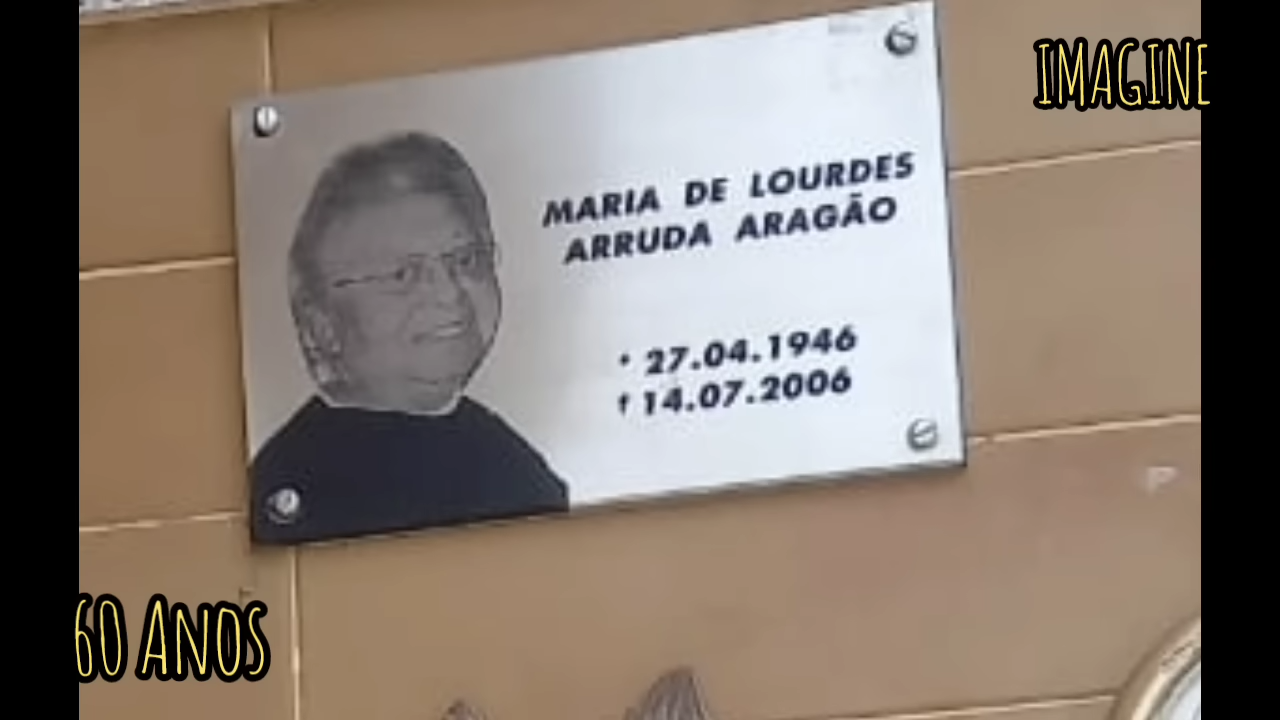 IMAGINE
MARIA DE LOURDES
ARRUDA ARAGÃO
* 27.04.1946
† 14.07.2006
60 Anos